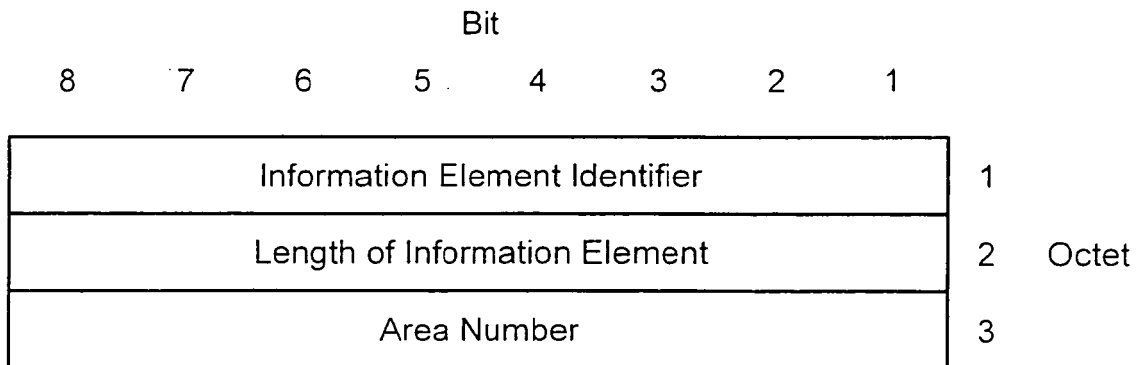 Bit
8 7 6 5 4 3 2 1
Information Element Identifier 1
Length of Information Element 2 Octet
Area Number 3